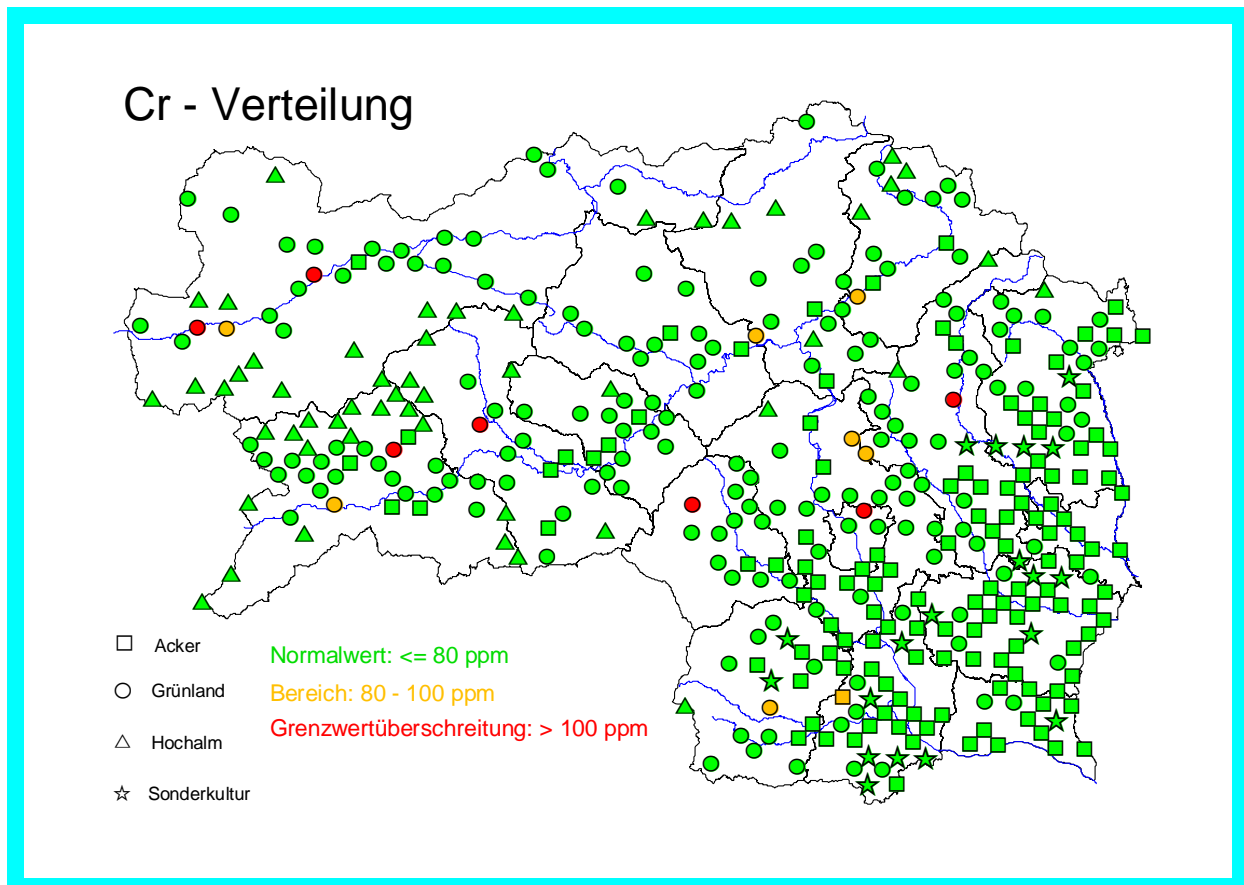 Cr - Verteilung
Acker
Normalwert: <= 80 ppm
Grünland
Bereich: 80 - 100 ppm
Grenzwertüberschreitung: > 100 ppm
Hochalm
Sonderkultur